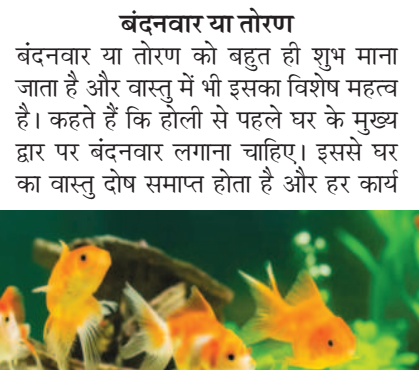 बंदनवार या तोरण
बंदनवार या तोरण को बहुत ही शुभ माना
जाता है और वास्तु में भी इसका विशेष महत्व
है। कहते हैं कि होली से पहले घर के मुख्य
द्वार पर बंदनवार लगाना चाहिए। इससे घर
का वास्तु दोष समाप्त होता है और हर कार्य